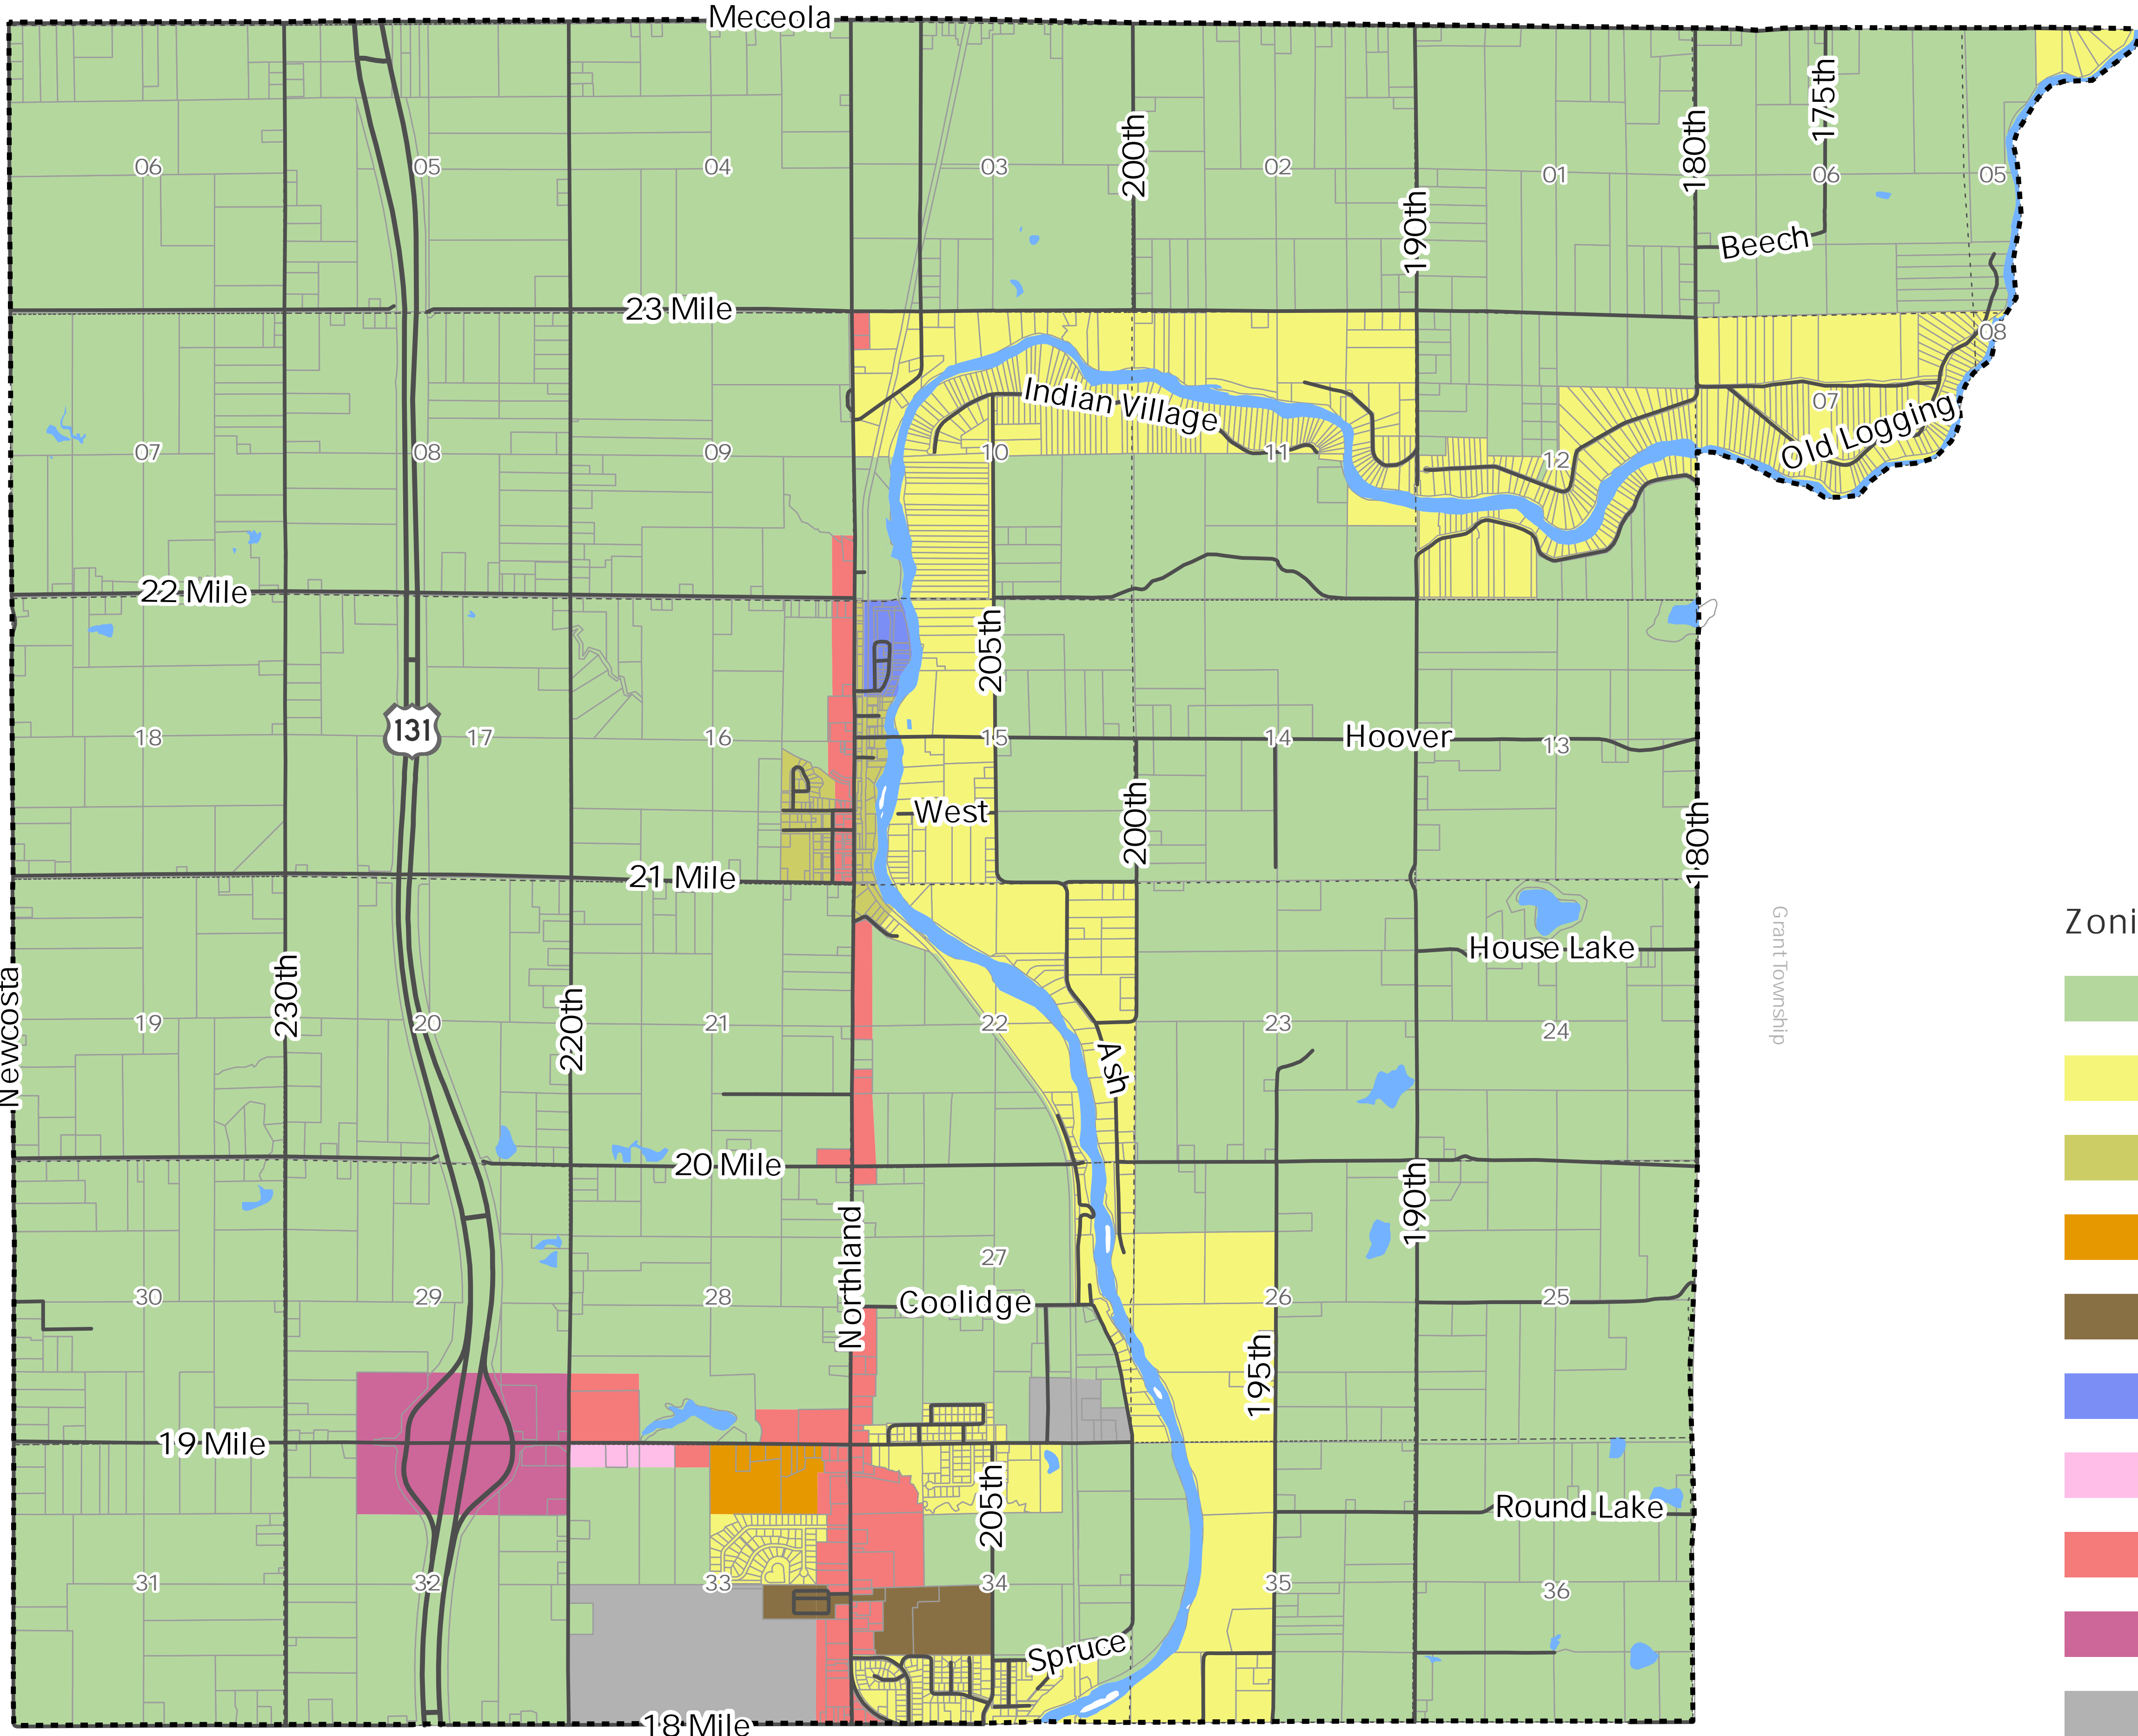 Meceola
175th
200th
180th
06
05
04
03
02
01
06
05
190th
Beech
23 Mile
08
Indian Village
07
Old Logging
07
08
09
10
11
12
22 Mile
205th
131
18
17
16
15
14
Hoover
13
West
200th
180th
21 Mile
Grant Township
Zoni
House Lake
Newcosta
230th
220th
19
20
21
22
23
24
Ash
20 Mile
190th
Northland
27
30
29
28
Coolidge
26
25
195th
19 Mile
205th
Round Lake
31
32
33
34
35
36
Spruce
18 Mile